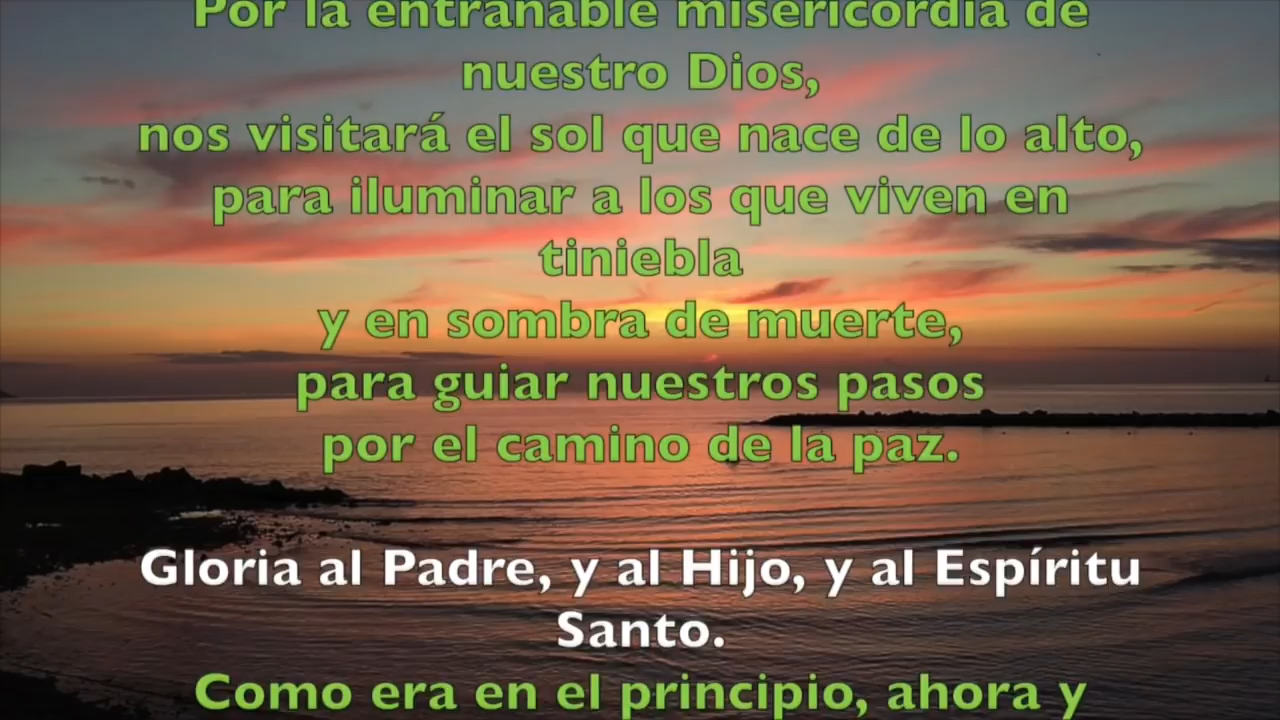 Por la entrañable misericordia de
nuestro Dios,
nos visitará el sol que nace de lo alto,
para iluminar a los que viven en
tiniebla
y en sombra de muerte,
para guiar nuestros pasos
por el camino de la paz.
Gloria al Padre, y al Hijo, y al Espíritu
Santo.
Como era en el principio, ahora y